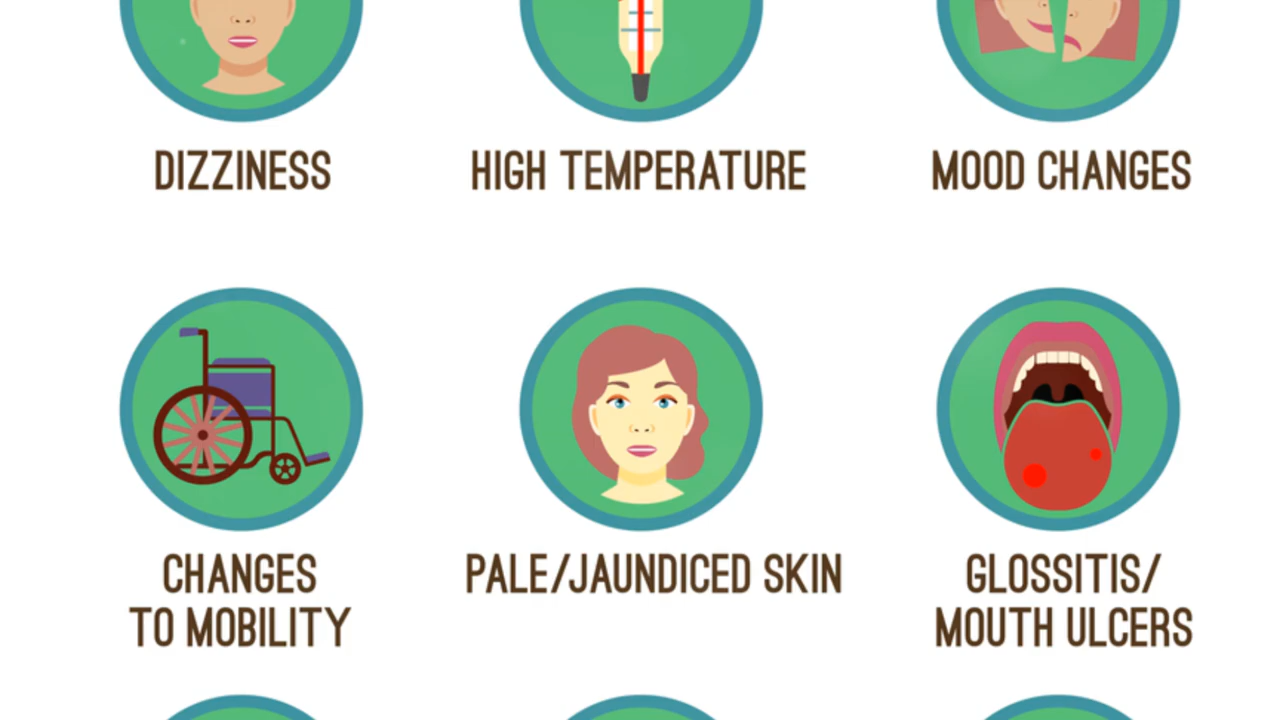 DIZZINESS
HIGH TEMPERATURE
MOOD CHANGES
CHANGES
TO MOBILITY
PALE/JAUNDICED SKIN
GLOSSITIS/
MOUTH ULCERS